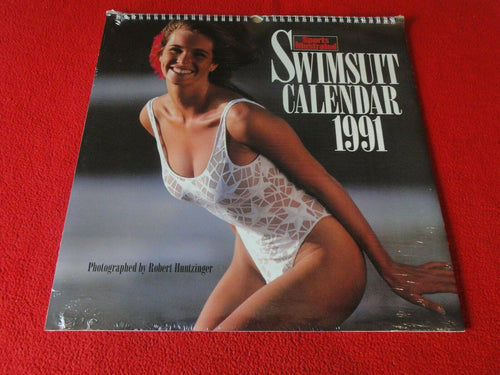 Sports
Illustrated
SWIMSUIT
CALENDAR
1991
Photographed by Robert Huntzinger